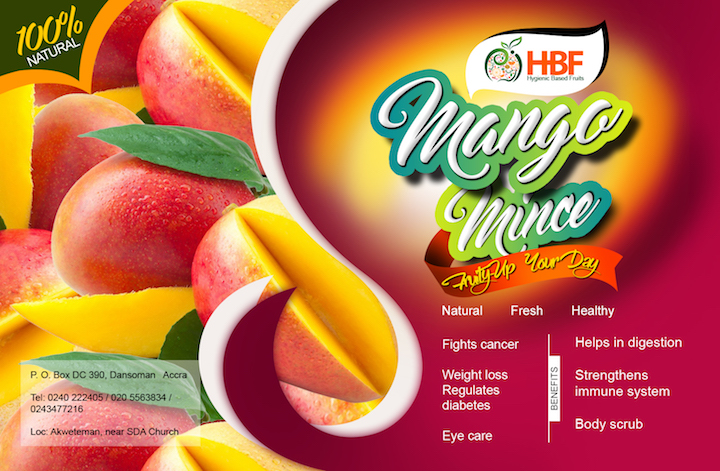 100%
NATURAL
HBF
Hygienic Based Fruits
Mango
Mince
Fruity-Up Your Day
Natural Fresh Healthy
Fights cancer
Weight loss
Regulates
diabetes
Eye care
BENEFITS
Helps in digestion
Strengthens
immune system
Body scrub
P. O. Box DC 390, Dansoman Accra
Tel: 0240 222405 / 020 5563834 /
0243477216
Loc: Akweteman, near SDA Church